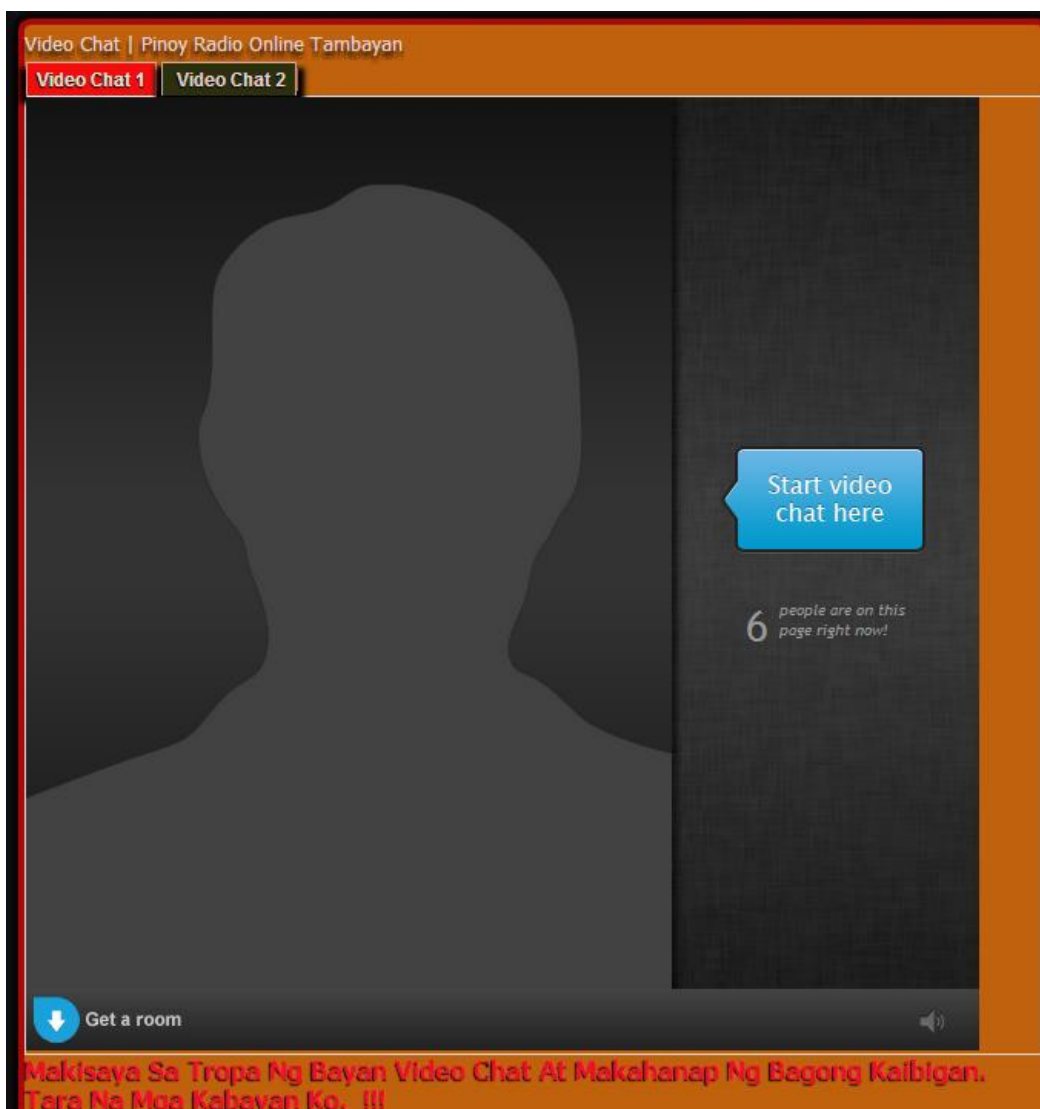 Video Chat | Pinoy Radio Online Tambayan
Video Chat 1 Video Chat 2
Start video
chat here
6 people are on this
page right now!
Get a room
Makisaya Sa Tropa Ng Bayan Video Chat At Makahanap Ng Bagong Kaibigan.
Tara Na Mga Kabayan Ko. !!!